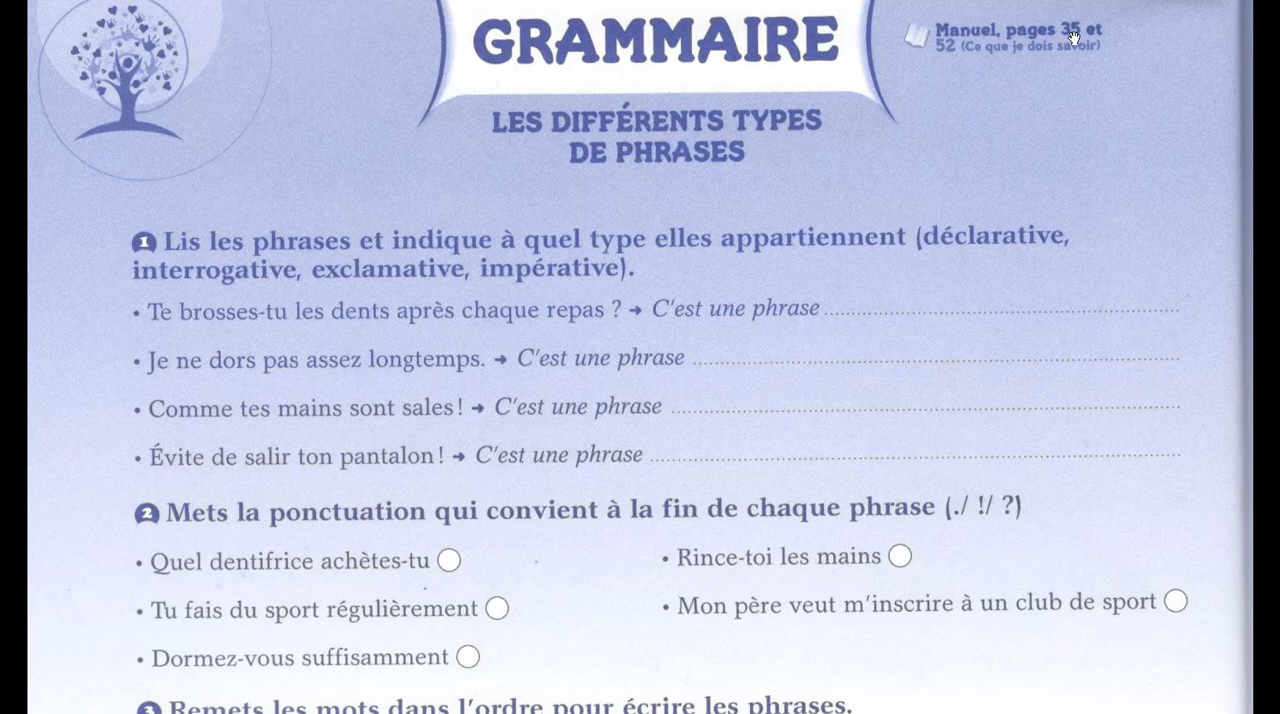 GRAMMAIRE
Manuel, pages 35 et
52 (Ce que je dois savoir)
LES DIFFÉRENTS TYPES
DE PHRASES
1 Lis les phrases et indique à quel type elles appartiennent (déclarative,
interrogative, exclamative, impérative).
• Te brosses-tu les dents après chaque repas ? → C'est une phrase
• Je ne dors pas assez longtemps. → C'est une phrase
• Comme tes mains sont sales ! → C'est une phrase
• Évite de salir ton pantalon ! → C'est une phrase
2 Mets la ponctuation qui convient à la fin de chaque phrase (./ !/ ?)
• Quel dentifrice achètes-tu
• Rince-toi les mains
• Tu fais du sport régulièrement
• Mon père veut m'inscrire à un club de sport
• Dormez-vous suffisamment
3 Remets les mots dans l'ordre pour écrire les phrases.